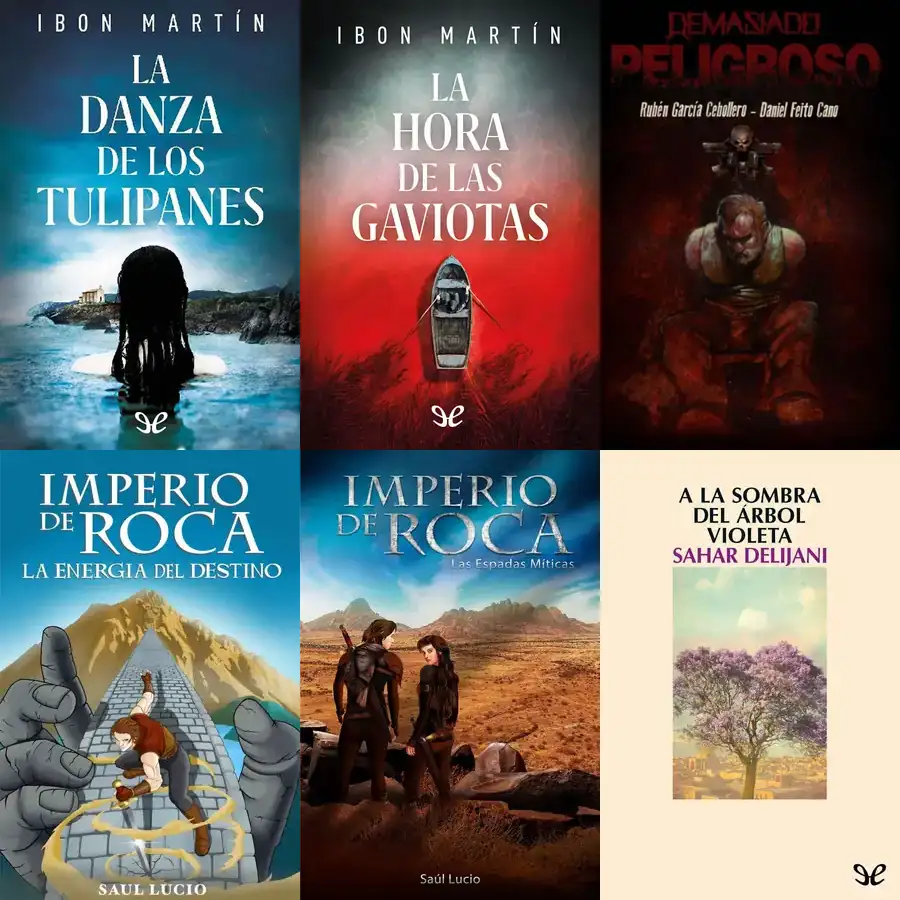 IBON MARTÍN
LA
DANZA
DE LOS
TULIPANES
IBON MARTÍN
LA
HORA
DE LAS
GAVIOTAS
DEMASIADO
PELIGROSO
Rubén García Cebollero – Daniel Feito Cano
IMPERIO
DE ROCA
LA ENERGIA DEL DESTINO
SAUL LUCIO
IMPERIO
DE ROCA
Las Espadas Míticas
Saúl Lucio
A LA SOMBRA
DEL ÁRBOL
VIOLETA
SAHAR DELIJANI